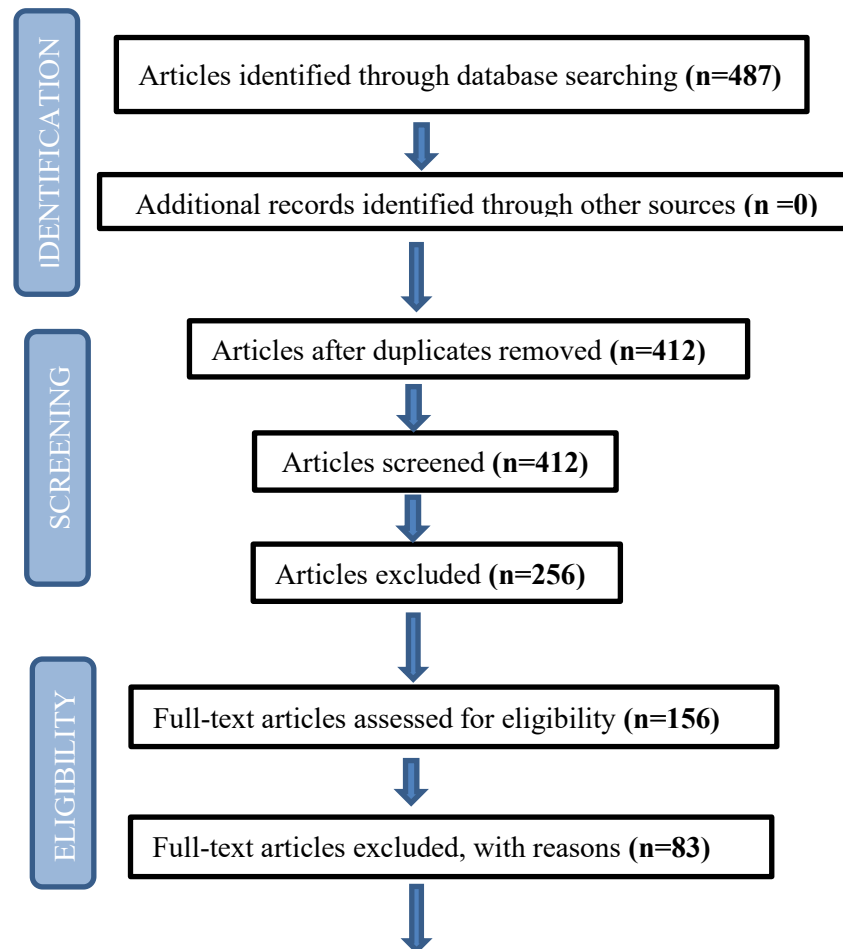 IDENTIFICATION
Articles identified through database searching (n=487)
Additional records identified through other sources (n =0)
SCREENING
Articles after duplicates removed (n=412)
Articles screened (n=412)
Articles excluded (n=256)
ELIGIBILITY
Full-text articles assessed for eligibility (n=156)
Full-text articles excluded, with reasons (n=83)